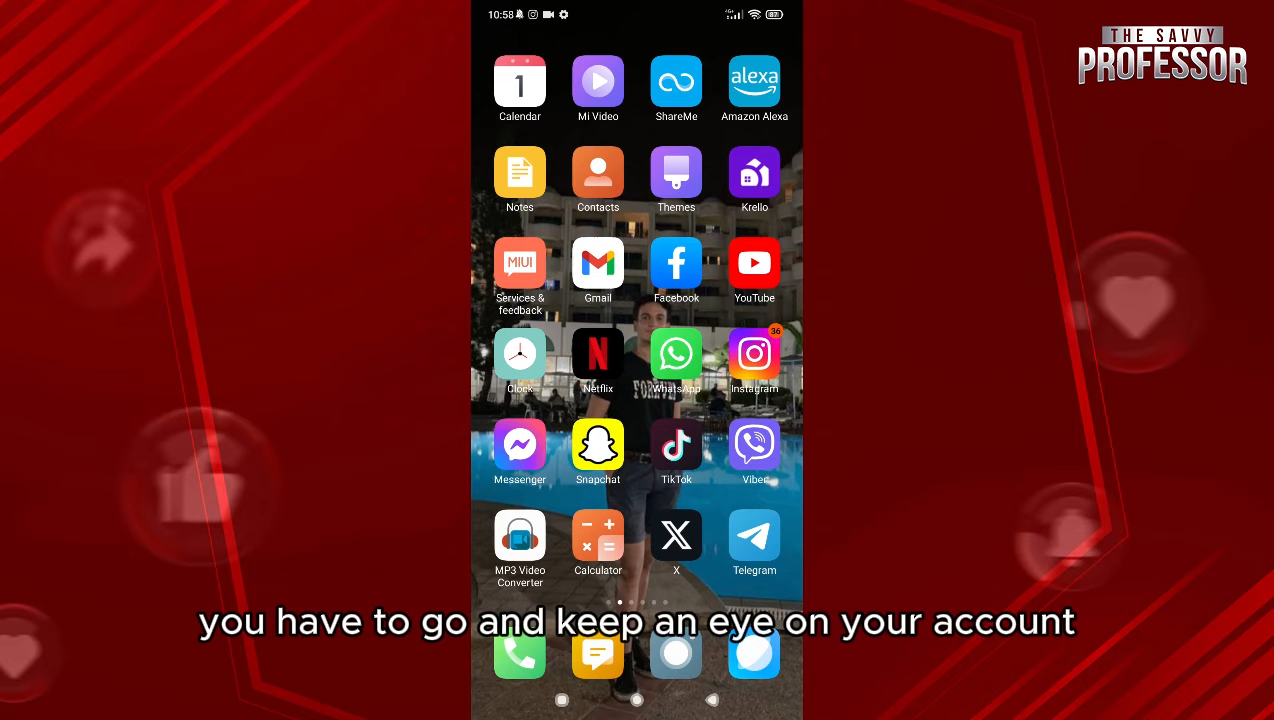 THE SAVVY
PROFESSOR
10:58
4G+
87
1
Calendar
Mi Video
ShareMe
alexa
Amazon Alexa
Notes
Contacts
Themes
Krello
MIUI
Services &
feedback
Gmail
Facebook
YouTube
Clock
Netflix
WhatsApp
36
Instagram
Messenger
Snapchat
TikTok
Viber
MP3 Video
Converter
Calculator
X
Telegram
you have to go and keep an eye on your account